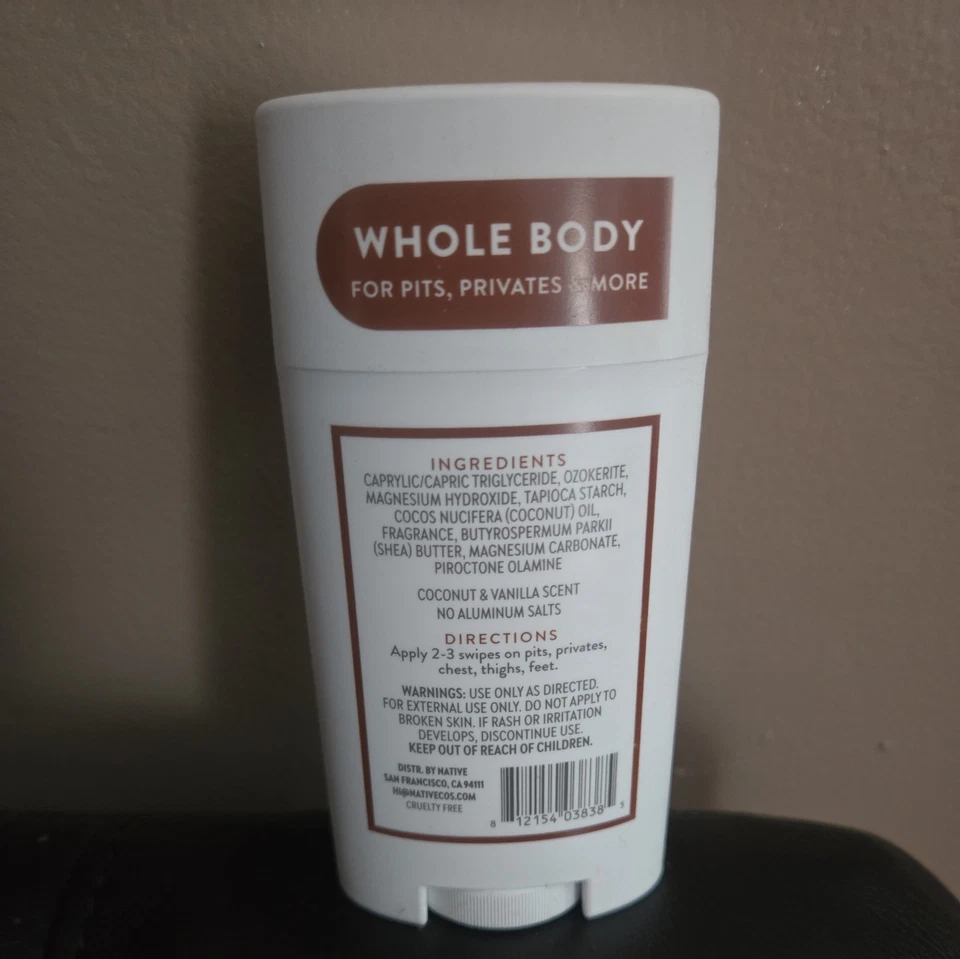 WHOLE BODY
FOR PITS, PRIVATES & MORE
INGREDIENTS
CAPRYLIC/CAPRIC TRIGLYCERIDE, OZOKERITE,
MAGNESIUM HYDROXIDE, TAPIOCA STARCH,
COCOS NUCIFERA (COCONUT) OIL,
FRAGRANCE, BUTYROSPERMUM PARKII
(SHEA) BUTTER, MAGNESIUM CARBONATE,
PIROCTONE OLAMINE
COCONUT & VANILLA SCENT
NO ALUMINUM SALTS
DIRECTIONS
Apply 2-3 swipes on pits, privates,
chest, thighs, feet.
WARNINGS: USE ONLY AS DIRECTED.
FOR EXTERNAL USE ONLY. DO NOT APPLY TO
BROKEN SKIN. IF RASH OR IRRITATION
DEVELOPS, DISCONTINUE USE.
KEEP OUT OF REACH OF CHILDREN.
DISTR. BY NATIVE
SAN FRANCISCO, CA 94111
HI@NATIVECOS.COM
CRUELTY FREE
8 12154 03838 5